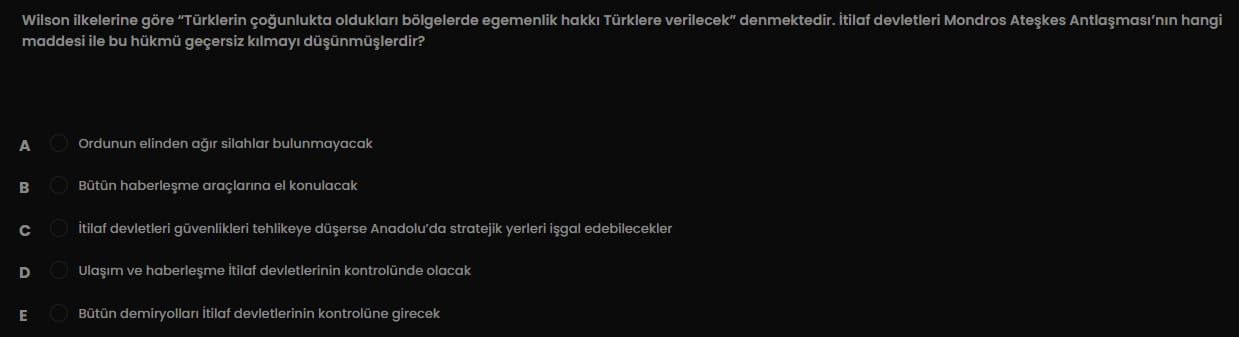 Wilson ilkelerine göre “Türklerin çoğunlukta oldukları bölgelerde egemenlik hakkı Türklere verilecek” denmektedir. İtilaf devletleri Mondros Ateşkes Antlaşması’nın hangi
maddesi ile bu hükmü geçersiz kılmayı düşünmüşlerdir?
A Ordunun elinden ağır silahlar bulunmayacak
B Bütün haberleşme araçlarına el konulacak
C İtilaf devletleri güvenlikleri tehlikeye düşerse Anadolu’da stratejik yerleri işgal edebilecekler
D Ulaşım ve haberleşme İtilaf devletlerinin kontrolünde olacak
E Bütün demiryolları İtilaf devletlerinin kontrolüne girecek